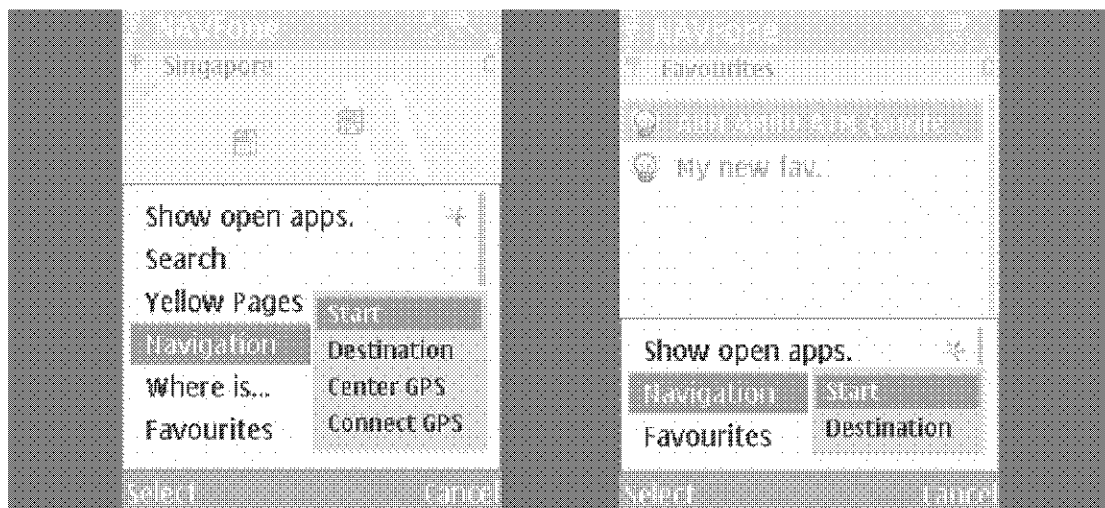 NAVFone
Singapore
Show open apps.
Search
Yellow Pages
Navigation
Where is...
Favourites
Start
Destination
Center GPS
Connect GPS
Select
Cancel
NAVFone
Favourites
My new fav.
Show open apps.
Navigation
Favourites
Start
Destination
Select
Cancel